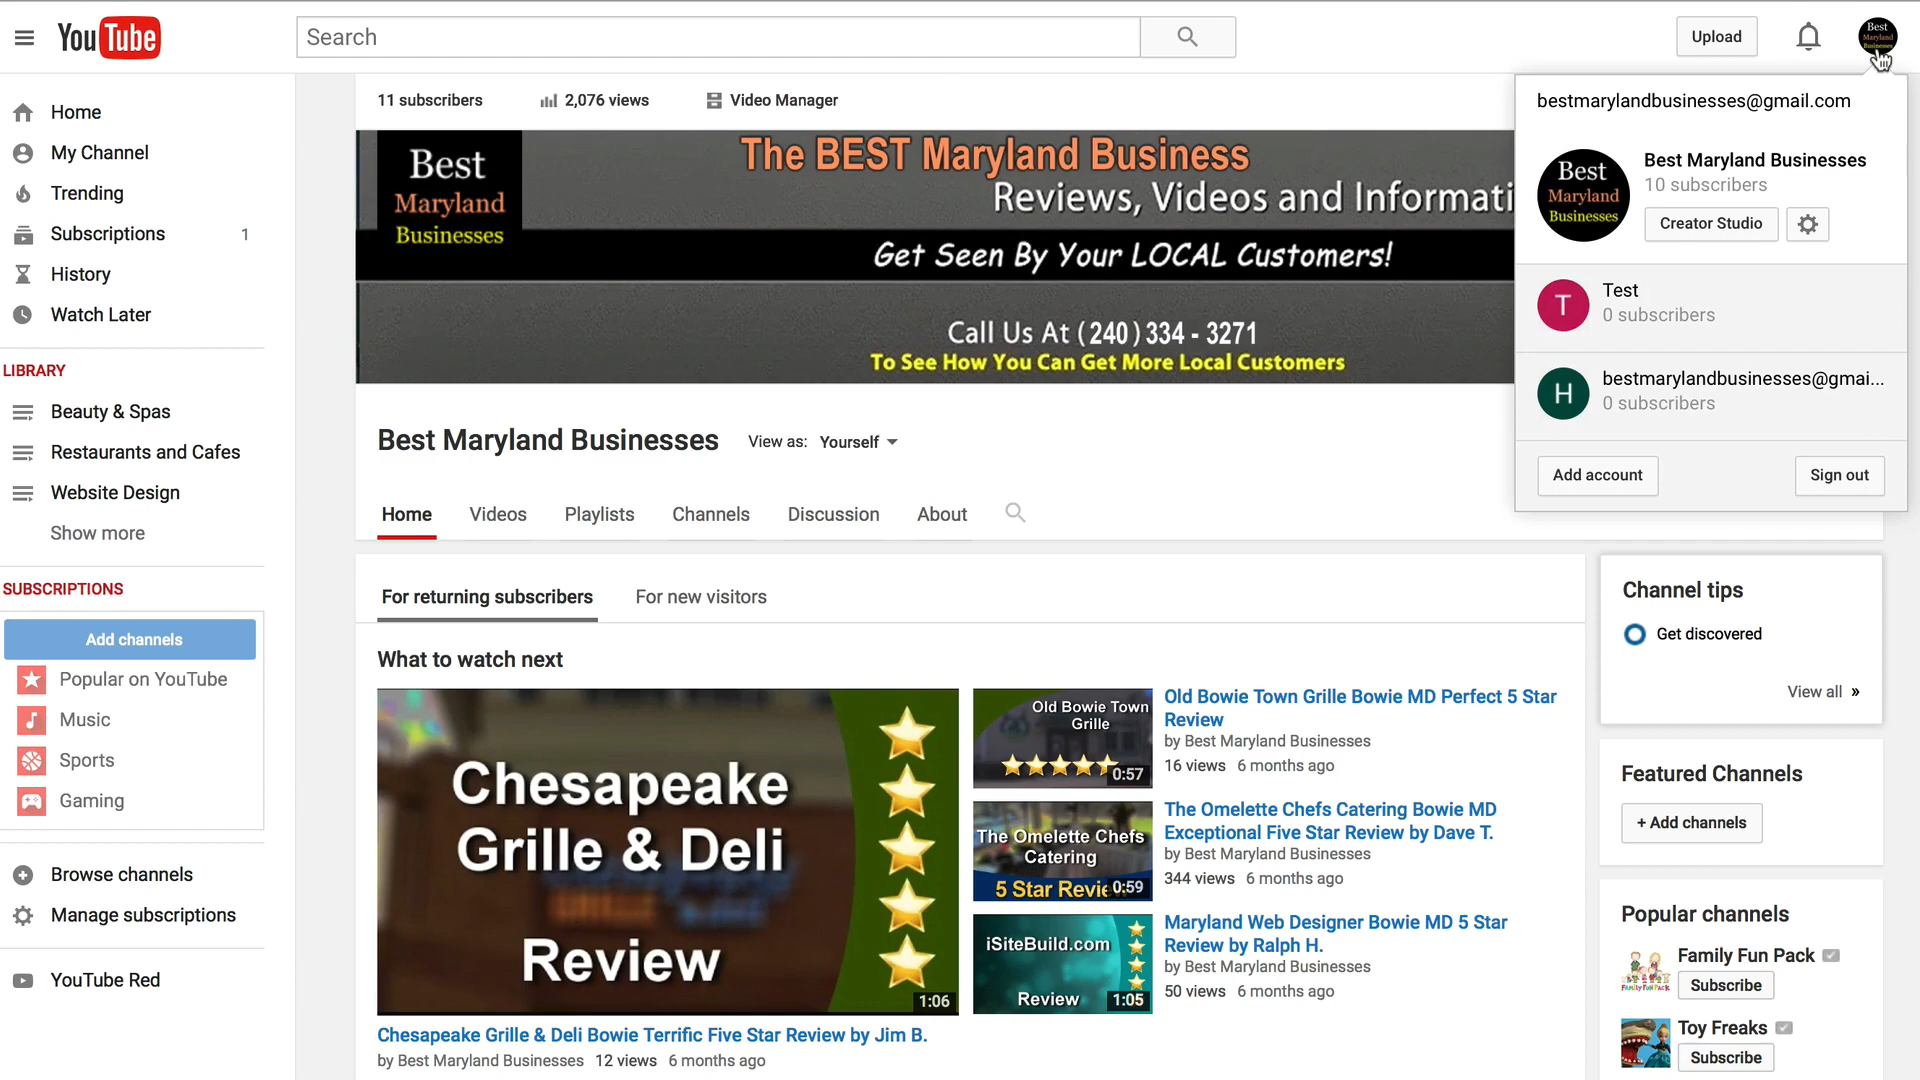 YouTube
Search
Upload
Best
Maryland
Businesses
Home
My Channel
Trending
Subscriptions 1
History
Watch Later
LIBRARY
Beauty & Spas
Restaurants and Cafes
Website Design
Show more
SUBSCRIPTIONS
Add channels
Popular on YouTube
Music
Sports
Gaming
Browse channels
Manage subscriptions
YouTube Red
11 subscribers 2,076 views Video Manager
Best
Maryland
Businesses
The BEST Maryland Business
Reviews, Videos and Informati
Get Seen By Your LOCAL Customers!
Call Us At (240) 334 - 3271
To See How You Can Get More Local Customers
Best Maryland Businesses View as: Yourself
Home Videos Playlists Channels Discussion About
For returning subscribers For new visitors
What to watch next
Chesapeake
Grille & Deli
Review
1:06
Chesapeake Grille & Deli Bowie Terrific Five Star Review by Jim B.
by Best Maryland Businesses 12 views 6 months ago
Old Bowie Town
Grille
0:57
Old Bowie Town Grille Bowie MD Perfect 5 Star
Review
by Best Maryland Businesses
16 views 6 months ago
The Omelette Chefs
Catering
5 Star Revie
0:59
The Omelette Chefs Catering Bowie MD
Exceptional Five Star Review by Dave T.
by Best Maryland Businesses
344 views 6 months ago
iSiteBuild.com
Review
1:05
Maryland Web Designer Bowie MD 5 Star
Review by Ralph H.
by Best Maryland Businesses
50 views 6 months ago
bestmarylandbusinesses@gmail.com
Best
Maryland
Businesses
Best Maryland Businesses
10 subscribers
Creator Studio
T
Test
0 subscribers
H
bestmarylandbusinesses@gmai...
0 subscribers
Add account Sign out
Channel tips
Get discovered
View all »
Featured Channels
+ Add channels
Popular channels
Family Fun Pack
Subscribe
FAMILY FUN PACK
Toy Freaks
Subscribe